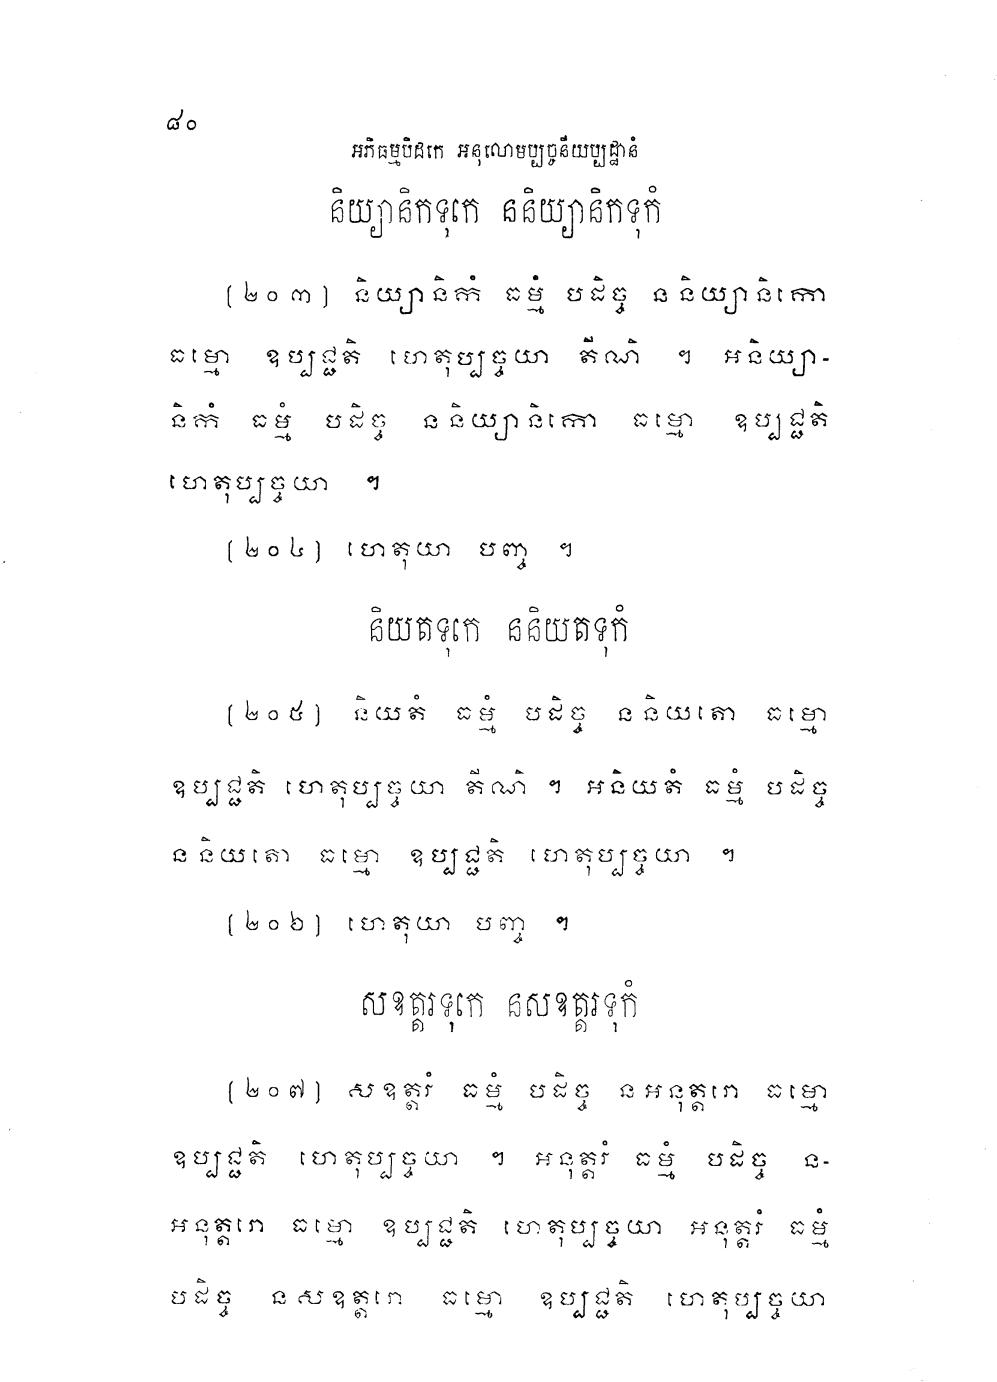 ៨០
អភិធម្មបិដកេ អនុលោមប្បច្ចនីយប្បដ្ឋានំ
និយ្យានិកទុកេ ននិយ្យានិកទុកំ
(២០៣) និយ្យានិកំ ធម្មំ បដិច្ច ននិយ្យានិកោ
ធម្មោ ឧប្បជ្ជតិ ហេតុប្បច្ចយា តីណិ ។ អនិយ្យា-
និកំ ធម្មំ បដិច្ច ននិយ្យានិកោ ធម្មោ ឧប្បជ្ជតិ
ហេតុប្បច្ចយា ។
(២០៤) ហេតុយា បញ្ច ។
និយតទុកេ ននិយតទុកំ
(២០៥) និយតំ ធម្មំ បដិច្ច ននិយតោ ធម្មោ
ឧប្បជ្ជតិ ហេតុប្បច្ចយា តីណិ ។ អនិយតំ ធម្មំ បដិច្ច
ននិយតោ ធម្មោ ឧប្បជ្ជតិ ហេតុប្បច្ចយា ។
(២០៦) ហេតុយា បញ្ច ។
សឧត្តរទុកេ នសឧត្តរទុកំ
(២០៧) សឧត្តរំ ធម្មំ បដិច្ច នអនុត្តរោ ធម្មោ
ឧប្បជ្ជតិ ហេតុប្បច្ចយា ។ អនុត្តរំ ធម្មំ បដិច្ច ន-
អនុត្តរោ ធម្មោ ឧប្បជ្ជតិ ហេតុប្បច្ចយា អនុត្តរំ ធម្មំ
បដិច្ច នសឧត្តរោ ធម្មោ ឧប្បជ្ជតិ ហេតុប្បច្ចយា